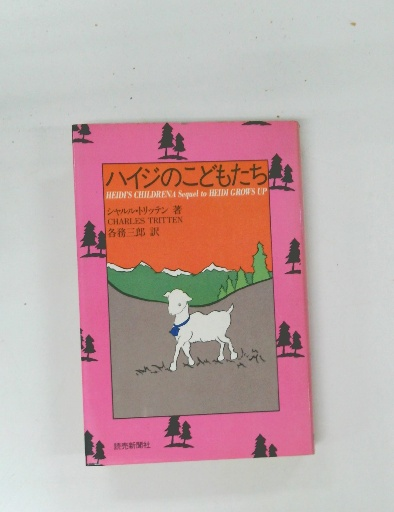 ハイジのこどもたち
HEIDI'S CHILDREN A Sequel to HEIDI GROWS UP
シャルル・トリッテン 著
CHARLES TRITTEN
各務三郎 訳
読売新聞社